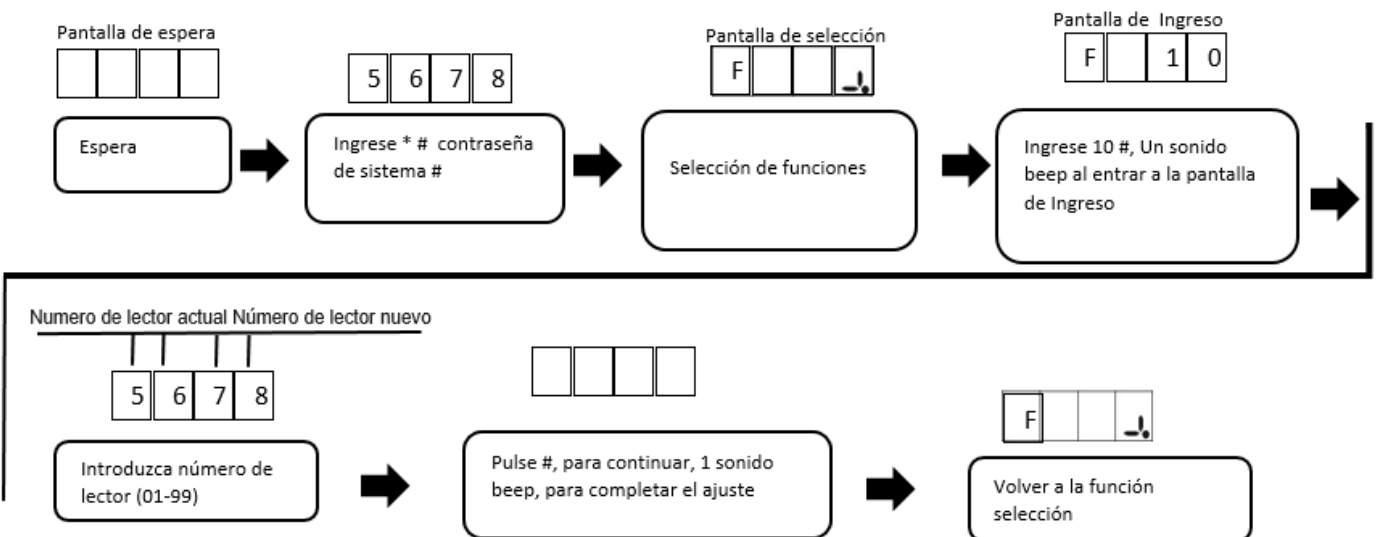 Pantalla de espera
5 6 7 8
Pantalla de selección
F
Pantalla de Ingreso
F 1 0
Espera
Ingrese * # contraseña
de sistema #
Selección de funciones
Ingrese 10 #, Un sonido
beep al entrar a la pantalla
de Ingreso
Numero de lector actual Número de lector nuevo
5 6 7 8
F
Introduzca número de
lector (01-99)
Pulse #, para continuar, 1 sonido
beep, para completar el ajuste
Volver a la función
selección